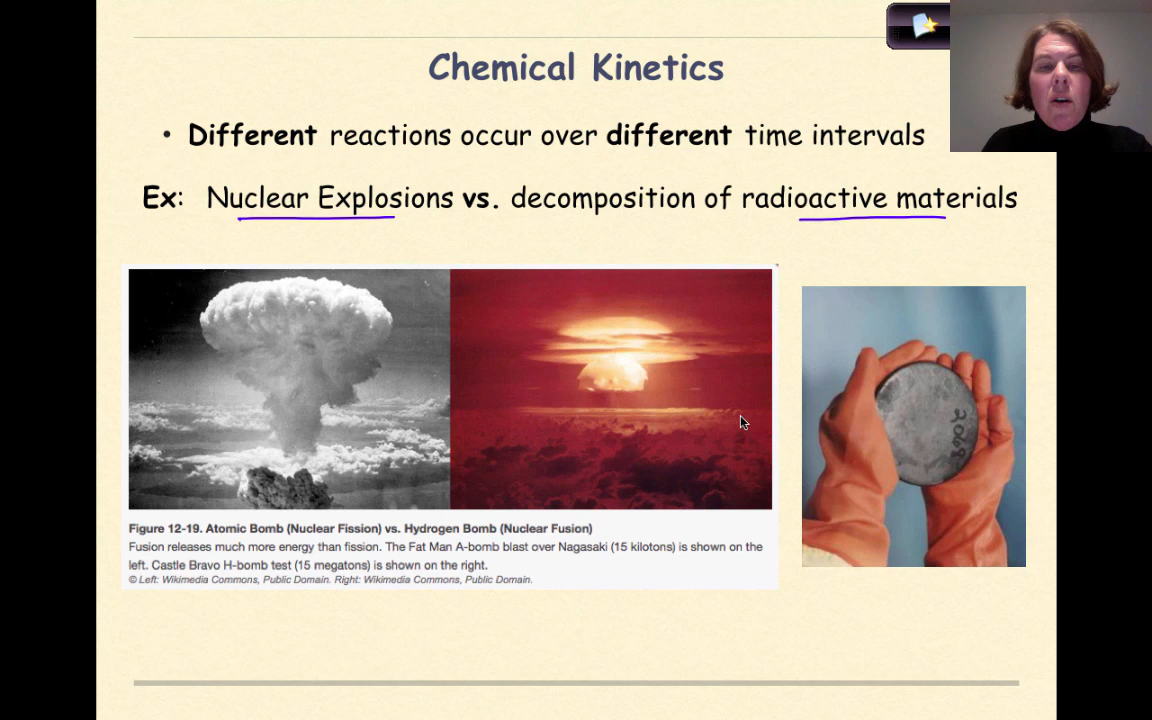 Chemical Kinetics
• Different reactions occur over different time intervals
Ex: Nuclear Explosions vs. decomposition of radioactive materials
Figure 12-19. Atomic Bomb (Nuclear Fission) vs. Hydrogen Bomb (Nuclear Fusion)
Fusion releases much more energy than fission. The Fat Man A-bomb blast over Nagasaki (15 kilotons) is shown on the
left. Castle Bravo H-bomb test (15 megatons) is shown on the right.
© Left: Wikimedia Commons, Public Domain. Right: Wikimedia Commons, Public Domain.